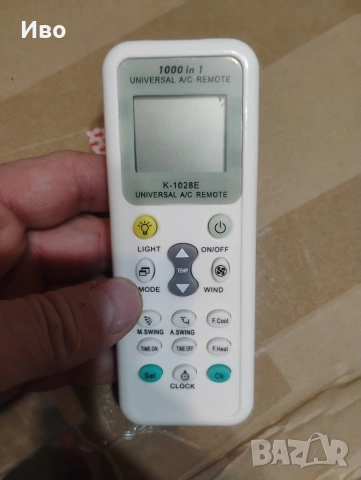 Иво
1000 in 1
UNIVERSAL A/C REMOTE
K-1028E
UNIVERSAL A/C REMOTE
LIGHT
ON/OFF
TEMP
MODE
WIND
F.Cool
M.SWING
A.SWING
TIME ON
TIME OFF
F.Heat
Set
Ok
CLOCK
BAZAR